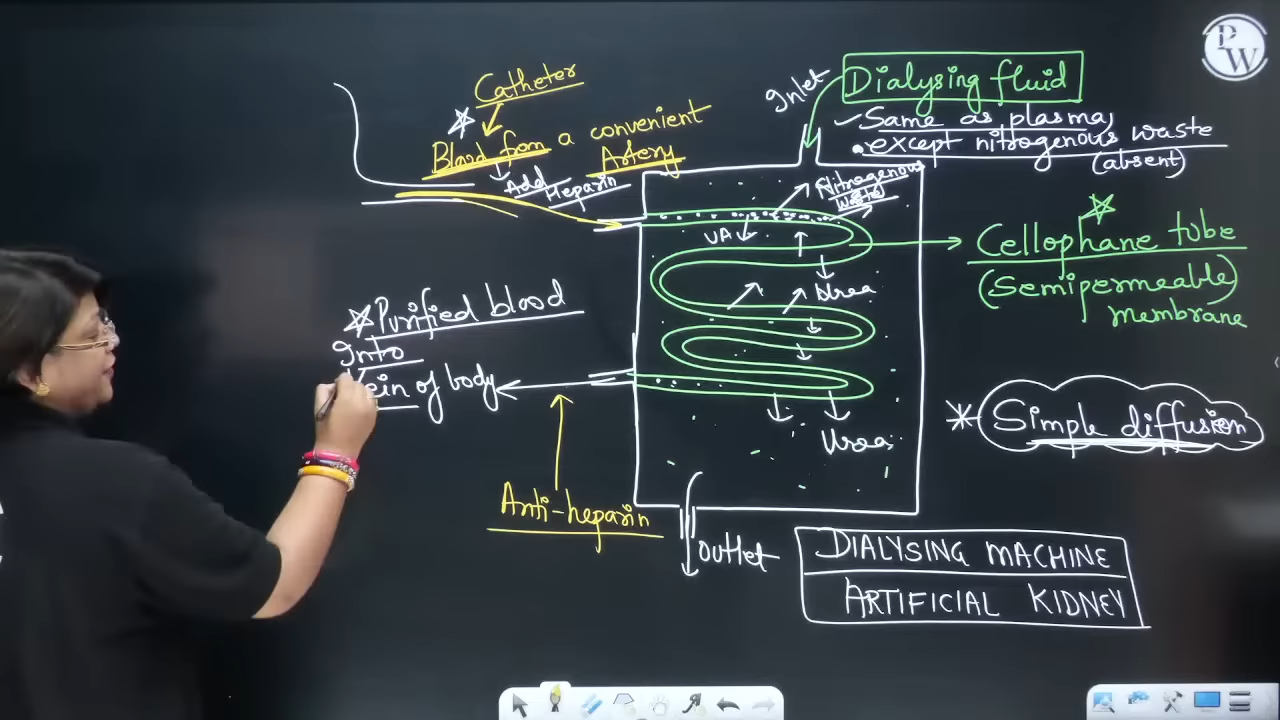 PW
Catheter
Blood from a convenient
Artery
Add
Heparin
Inlet
Dialysing fluid
Same as plasma,
except nitrogenous waste
(absent)
Nitrogenous
Waste
UA
Urea
Cellophane tube
(Semipermeable)
membrane
Purified blood
Into
Vein of body
Simple diffusion
Urea
Anti-heparin
Outlet
DIALYSING MACHINE
ARTIFICIAL KIDNEY